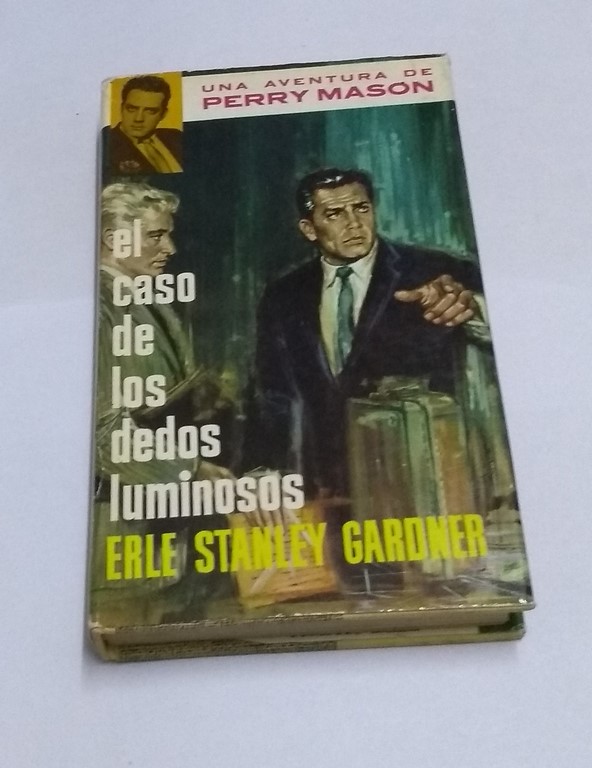 UNA AVENTURA DE
PERRY MASON
el
caso
de
los
dedos
luminosos
ERLE STANLEY GARDNER